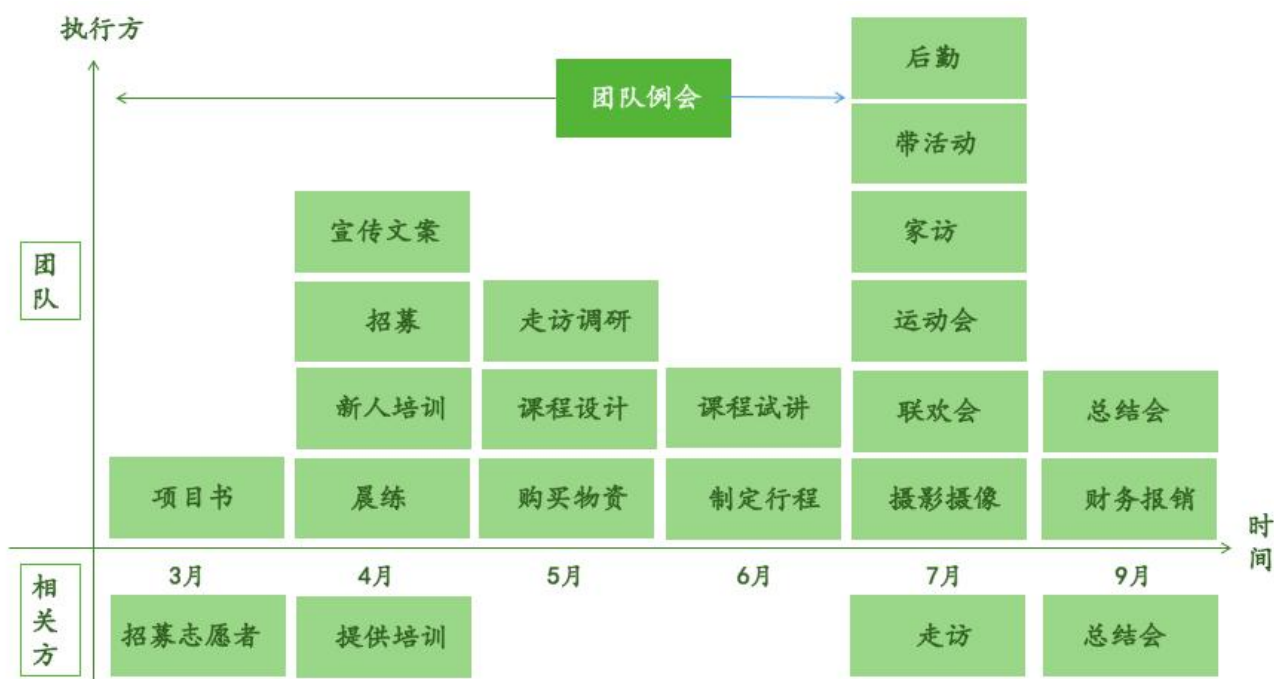 执行方
后勤
团队例会
带活动
宣传文案
家访
团
队
招募
走访调研
运动会
新人培训
课程设计
课程试讲
联欢会
总结会
项目书
晨练
购买物资
制定行程
摄影摄像
财务报销
时
间
3月
4月
5月
6月
7月
9月
相
关
方
招募志愿者
提供培训
走访
总结会